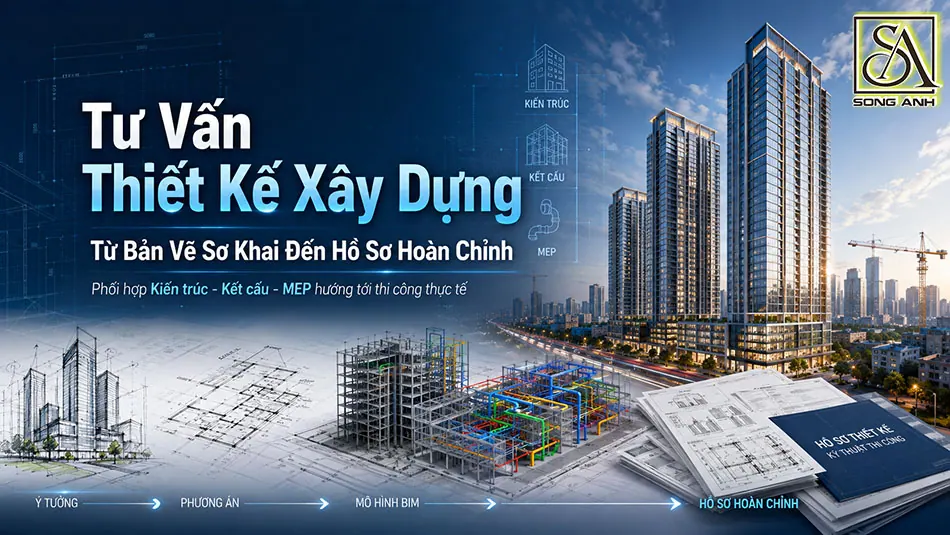 SA
SONG ANH
KIẾN TRÚC
Tư Vấn
Thiết Kế Xây Dựng
KẾT CẤU
Từ Bản Vẽ Sơ Khai Đến Hồ Sơ Hoàn Chỉnh
MEP
Phối hợp Kiến trúc - Kết cấu - MEP hướng tới thi công thực tế
HỒ SƠ THIẾT KẾ
KỸ THUẬT THI CÔNG
Ý TƯỞNG
PHƯƠNG ÁN
MÔ HÌNH BIM
HỒ SƠ HOÀN CHỈNH